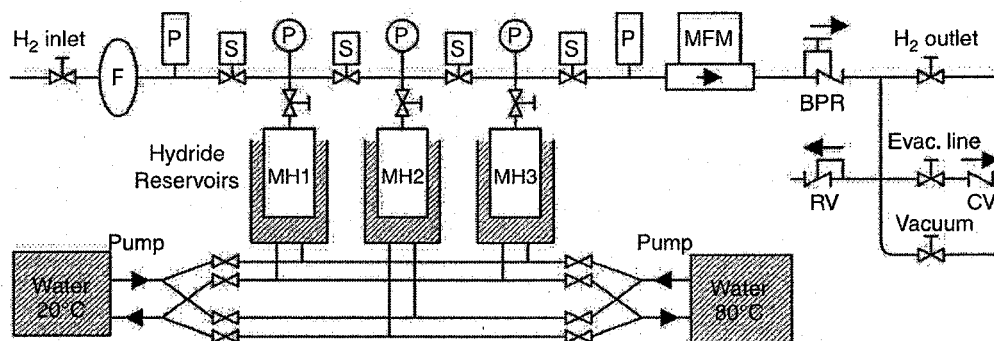 H2 inlet
F
P
S
P
S
P
S
P
S
P
MFM
BPR
H2 outlet
Hydride
Reservoirs
MH1
MH2
MH3
RV
Evac. line
CV
Vacuum
Pump
Pump
Water
20°C
Water
80°C